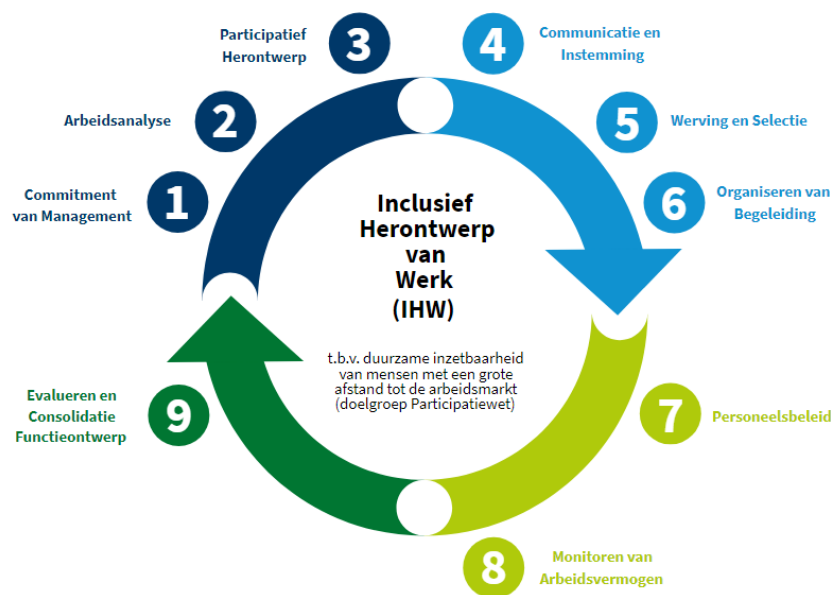 1
Commitment
van Management
2
Arbeidsanalyse
3
Participatief
Herontwerp
4
Communicatie en
Instemming
5
Werving en Selectie
6
Organiseren van
Begeleiding
7
Personeelsbeleid
8
Monitoren van
Arbeidsvermogen
9
Evalueren en
Consolidatie
Functieontwerp
Inclusief
Herontwerp
van
Werk
(IHW)
t.b.v. duurzame inzetbaarheid
van mensen met een grote
afstand tot de arbeidsmarkt
(doelgroep Participatiewet)